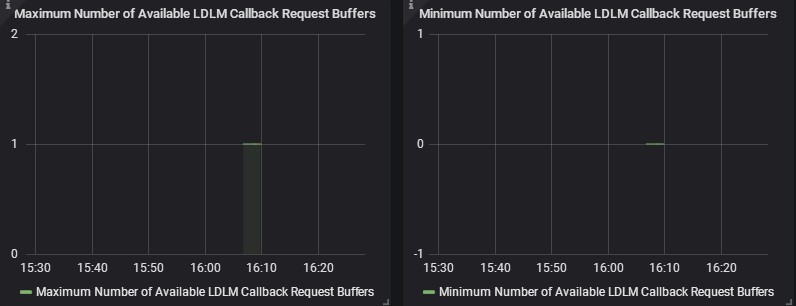 Maximum Number of Available LDLM Callback Request Buffers
2
1
0
15:30 15:40 15:50 16:00 16:10 16:20
Maximum Number of Available LDLM Callback Request Buffers
i
Minimum Number of Available LDLM Callback Request Buffers
1
0
-1
15:30 15:40 15:50 16:00 16:10 16:20
Minimum Number of Available LDLM Callback Request Buffers